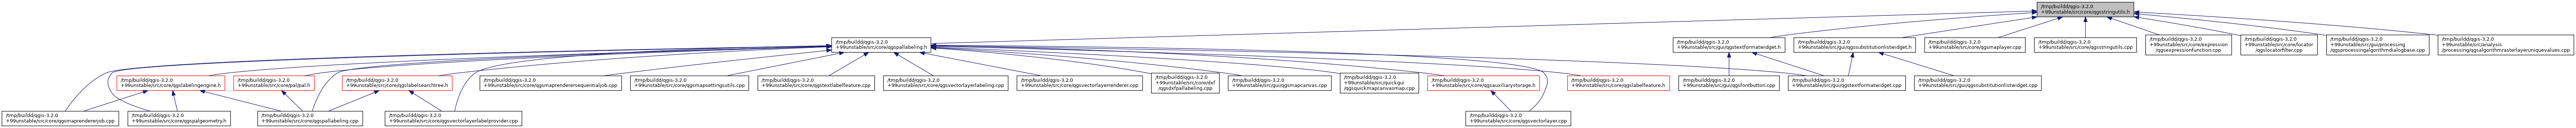 /tmp/buildd/qgis-3.2.0
+99unstable/src/core/qgsstringutils.h
/tmp/buildd/qgis-3.2.0
+99unstable/src/core/qgspallabeling.h
/tmp/buildd/qgis-3.2.0
+99unstable/src/gui/qgstextformatwidget.h
/tmp/buildd/qgis-3.2.0
+99unstable/src/gui/qgssubstitutionlistwidget.h
/tmp/buildd/qgis-3.2.0
+99unstable/src/core/qgsmaplayer.cpp
/tmp/buildd/qgis-3.2.0
+99unstable/src/core/qgsstringutils.cpp
/tmp/buildd/qgis-3.2.0
+99unstable/src/core/expression
/qgsexpressionfunction.cpp
/tmp/buildd/qgis-3.2.0
+99unstable/src/core/locator
/qgslocatorfilter.cpp
/tmp/buildd/qgis-3.2.0
+99unstable/src/gui/processing
/qgsprocessingalgorithmdialogbase.cpp
/tmp/buildd/qgis-3.2.0
+99unstable/src/analysis
/processing/qgsalgorithmrasterlayeruniquevalues.cpp
/tmp/buildd/qgis-3.2.0
+99unstable/src/core/qgslabelingengine.h
/tmp/buildd/qgis-3.2.0
+99unstable/src/core/pal/pal.h
/tmp/buildd/qgis-3.2.0
+99unstable/src/core/qgslabelsearchtree.h
/tmp/buildd/qgis-3.2.0
+99unstable/src/core/qgsmaprenderersequentialjob.cpp
/tmp/buildd/qgis-3.2.0
+99unstable/src/core/qgsmapsettingsutils.cpp
/tmp/buildd/qgis-3.2.0
+99unstable/src/core/qgstextlabelfeature.cpp
/tmp/buildd/qgis-3.2.0
+99unstable/src/core/qgsvectorlayerlabeling.cpp
/tmp/buildd/qgis-3.2.0
+99unstable/src/core/qgsvectorlayerrenderer.cpp
/tmp/buildd/qgis-3.2.0
+99unstable/src/core/dxf
/qgsdxfpallabeling.cpp
/tmp/buildd/qgis-3.2.0
+99unstable/src/gui/qgsmapcanvas.cpp
/tmp/buildd/qgis-3.2.0
+99unstable/src/quickgui
/qgsquickmapcanvasmap.cpp
/tmp/buildd/qgis-3.2.0
+99unstable/src/core/qgsauxiliarystorage.h
/tmp/buildd/qgis-3.2.0
+99unstable/src/core/qgslabelfeature.h
/tmp/buildd/qgis-3.2.0
+99unstable/src/gui/qgsfontbutton.cpp
/tmp/buildd/qgis-3.2.0
+99unstable/src/gui/qgstextformatwidget.cpp
/tmp/buildd/qgis-3.2.0
+99unstable/src/gui/qgssubstitutionlistwidget.cpp
/tmp/buildd/qgis-3.2.0
+99unstable/src/core/qgsmaprendererjob.cpp
/tmp/buildd/qgis-3.2.0
+99unstable/src/core/qgspalgeometry.h
/tmp/buildd/qgis-3.2.0
+99unstable/src/core/qgspallabeling.cpp
/tmp/buildd/qgis-3.2.0
+99unstable/src/core/qgsvectorlayerlabelprovider.cpp
/tmp/buildd/qgis-3.2.0
+99unstable/src/core/qgsvectorlayer.cpp